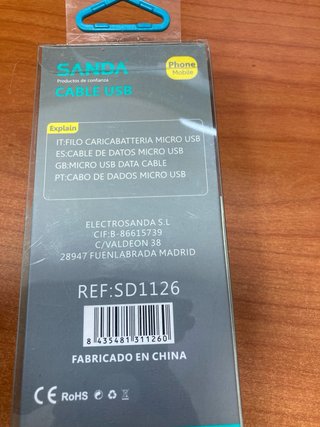 SANDA
Productos de confianza
CABLE USB
Phone
Mobile
Explain
IT:FILO CARICABATTERIA MICRO USB
ES:CABLE DE DATOS MICRO USB
GB:MICRO USB DATA CABLE
PT:CABO DE DADOS MICRO USB
ELECTROSANDA S.L
CIF:B-86615739
C/VALDEON 38
28947 FUENLABRADA MADRID
REF:SD1126
8 435481 311260
FABRICADO EN CHINA
CE RoHS